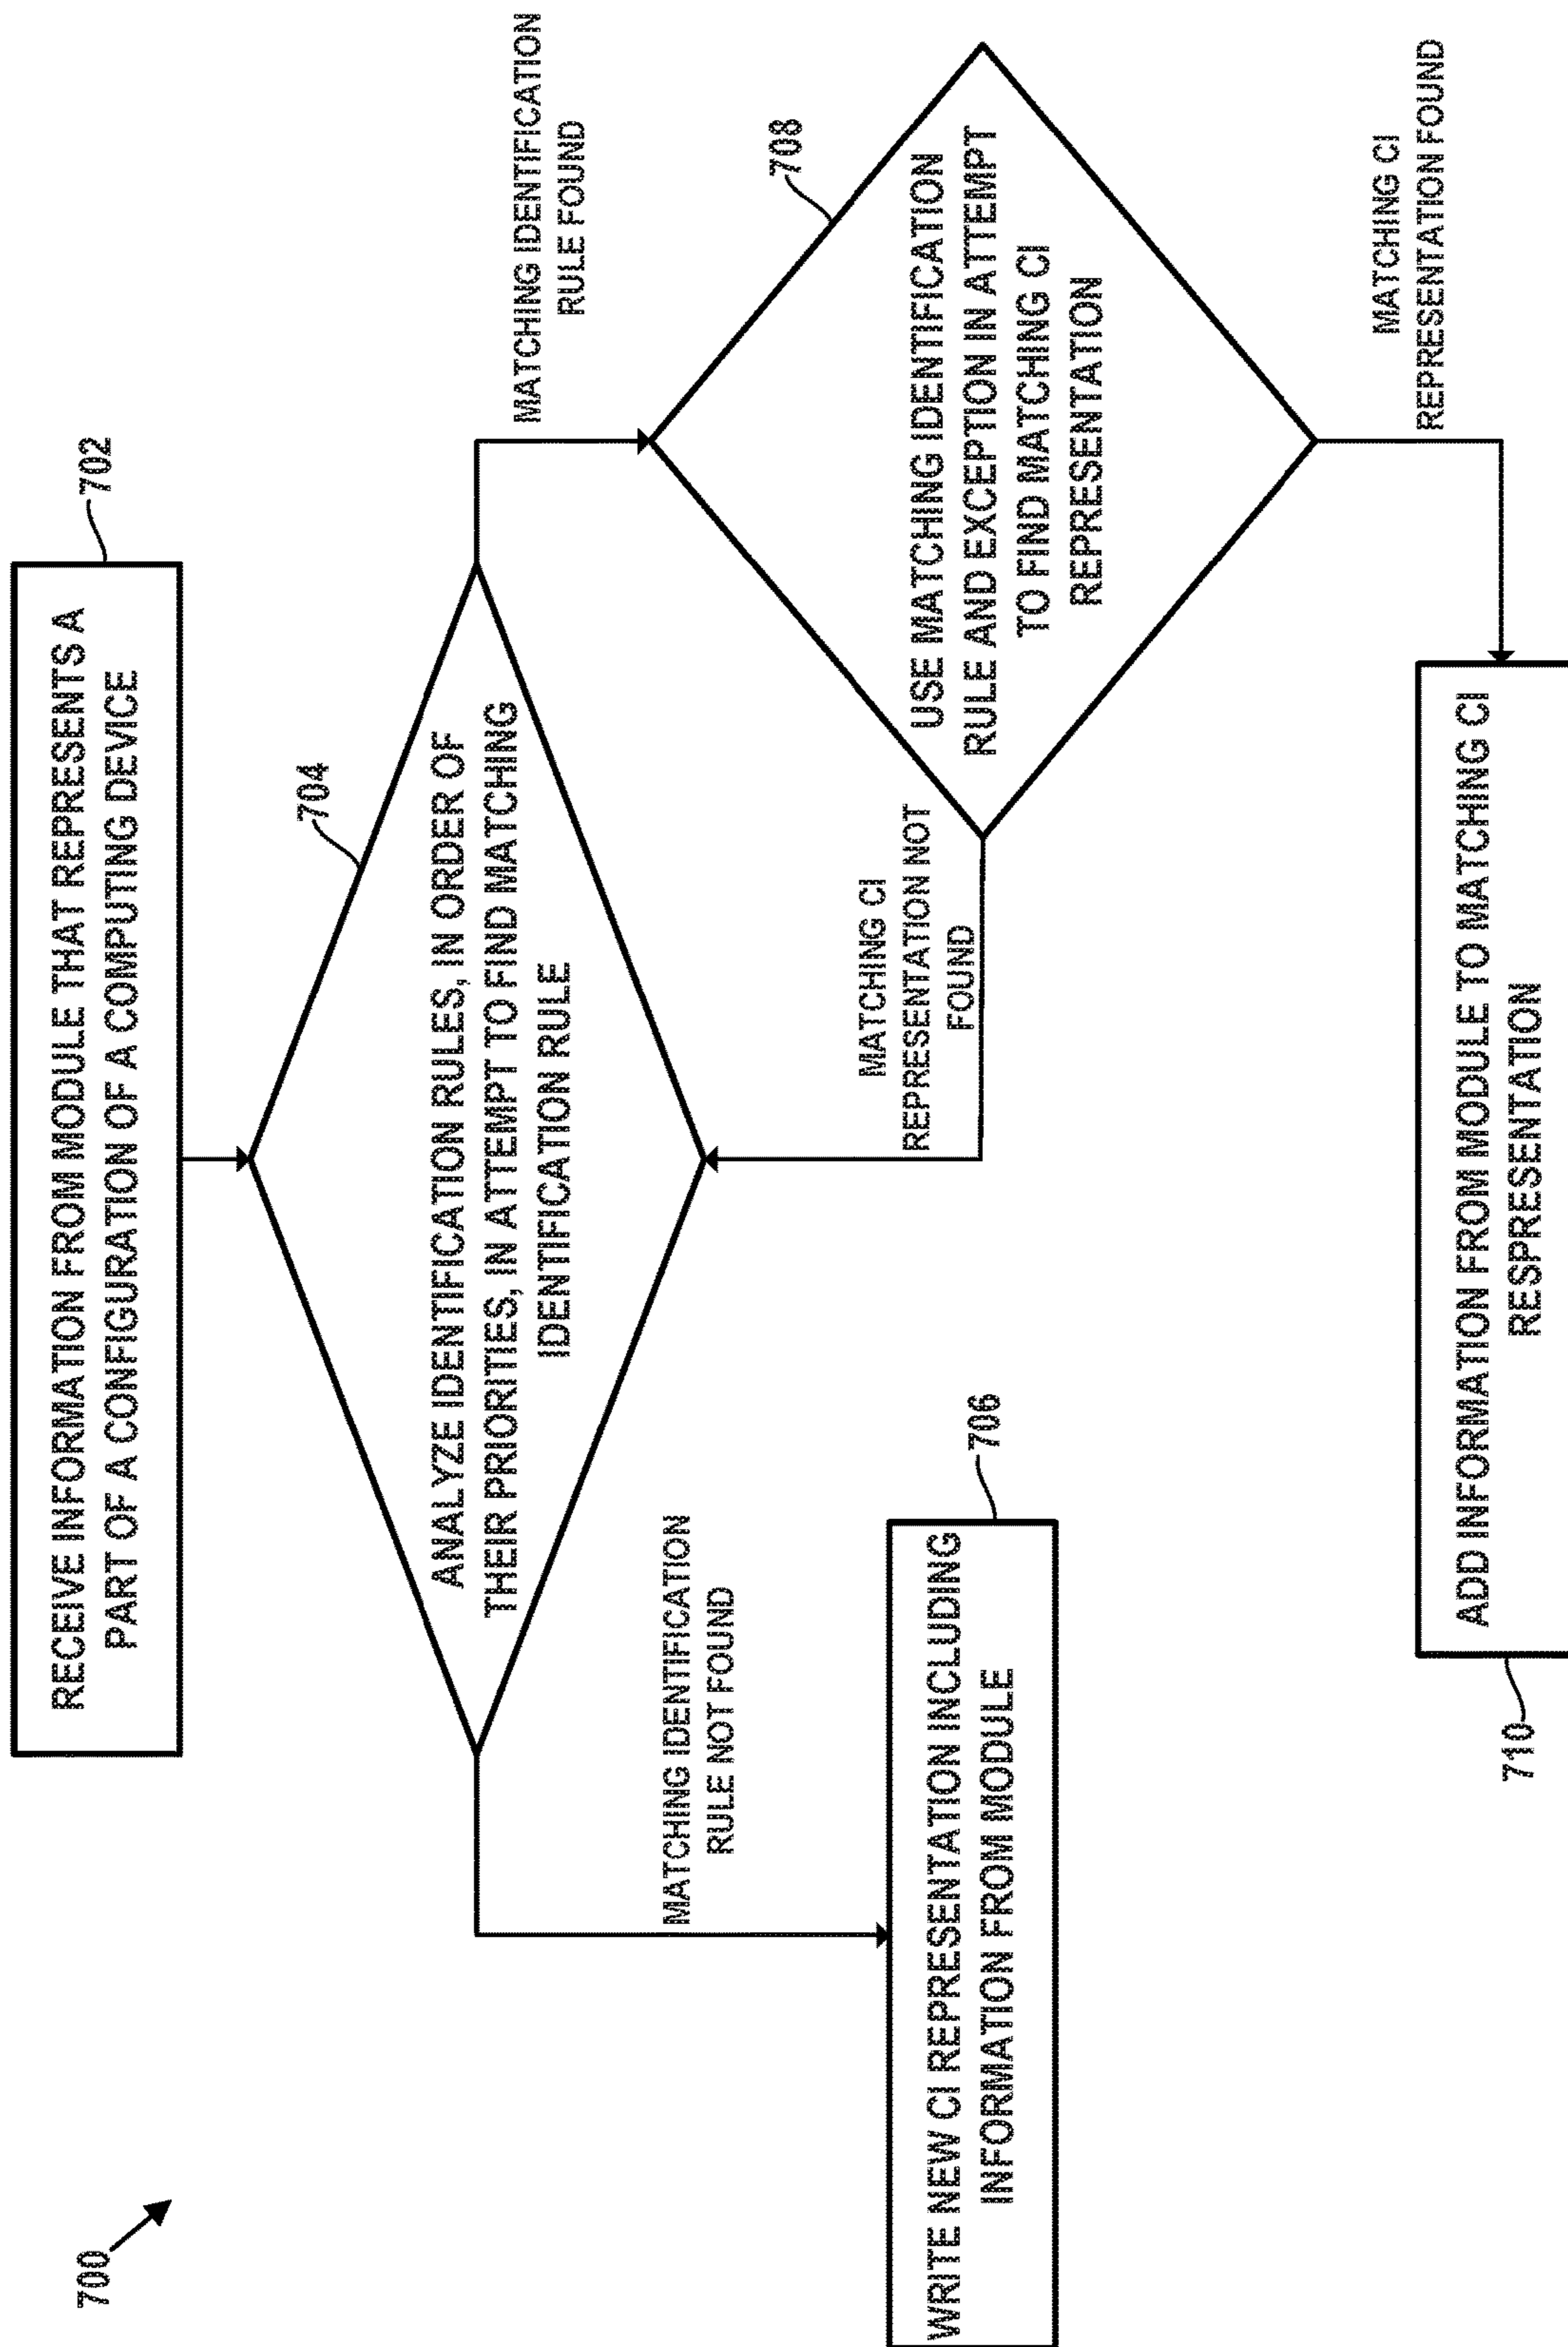 700
RECEIVE INFORMATION FROM MODULE THAT REPRESENTS A
PART OF A CONFIGURATION OF A COMPUTING DEVICE
702
704
ANALYZE IDENTIFICATION RULES, IN ORDER OF
THEIR PRIORITIES, IN ATTEMPT TO FIND MATCHING
IDENTIFICATION RULE
MATCHING IDENTIFICATION
RULE NOT FOUND
MATCHING IDENTIFICATION
RULE FOUND
706
WRITE NEW CI REPRESENTATION INCLUDING
INFORMATION FROM MODULE
708
USE MATCHING IDENTIFICATION
RULE AND EXCEPTION IN ATTEMPT
TO FIND MATCHING CI
REPRESENTATION
MATCHING CI
REPRESENTATION NOT
FOUND
MATCHING CI
REPRESENTATION FOUND
710
ADD INFORMATION FROM MODULE TO MATCHING CI
RESPRESENTATION